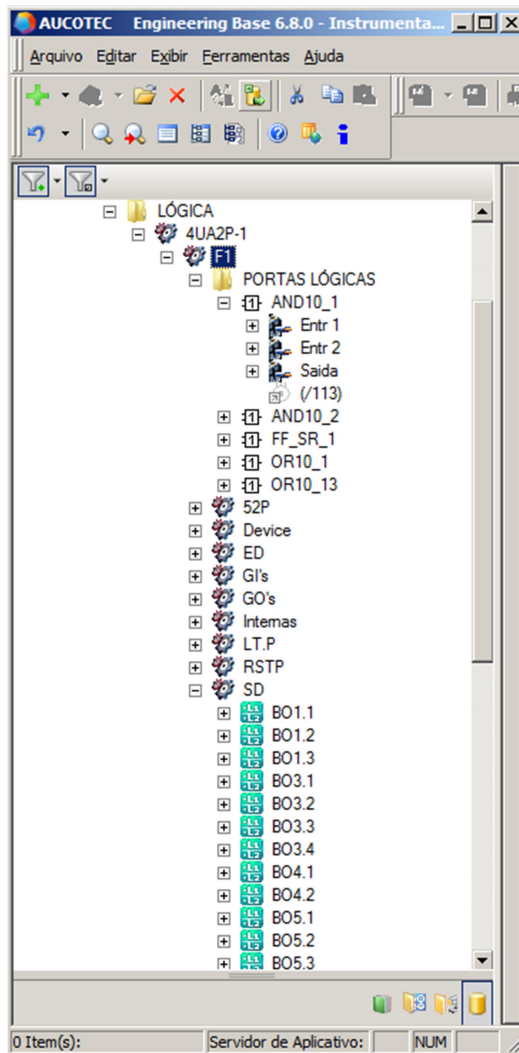 AUCOTEC Engineering Base 6.8.0 - Instrumenta...
Arquivo Editar Exibir Ferramentas Ajuda
LÓGICA
4UA2P-1
F1
PORTAS LÓGICAS
AND10_1
Entr 1
Entr 2
Saida
(/113)
AND10_2
FF_SR_1
OR10_1
OR10_13
52P
Device
ED
GI's
GO's
Internas
LT.P
RSTP
SD
BO1.1
BO1.2
BO1.3
BO3.1
BO3.2
BO3.3
BO3.4
BO4.1
BO4.2
BO5.1
BO5.2
BO5.3
0 Item(s): Servidor de Aplicativo: NUM